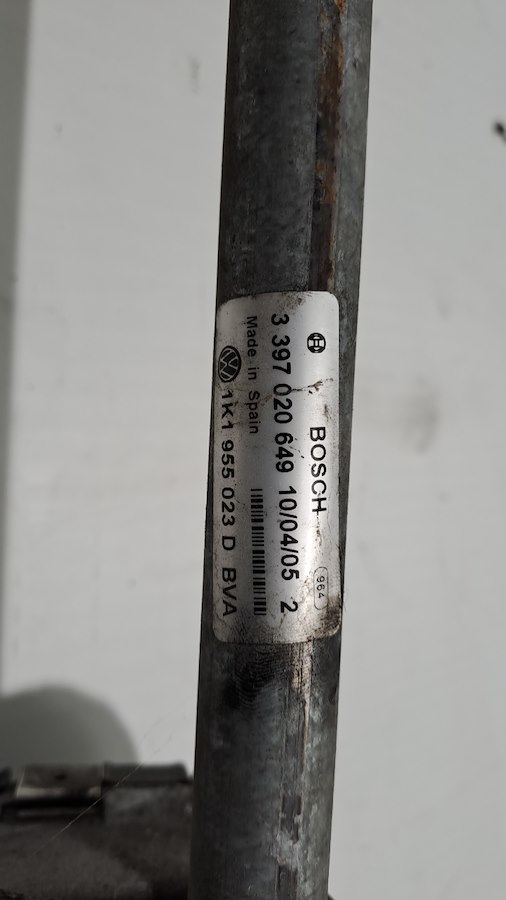 BOSCH 964
3 397 020 649 10/04/05 2
Made in Spain
1K1 955 023 D BVA